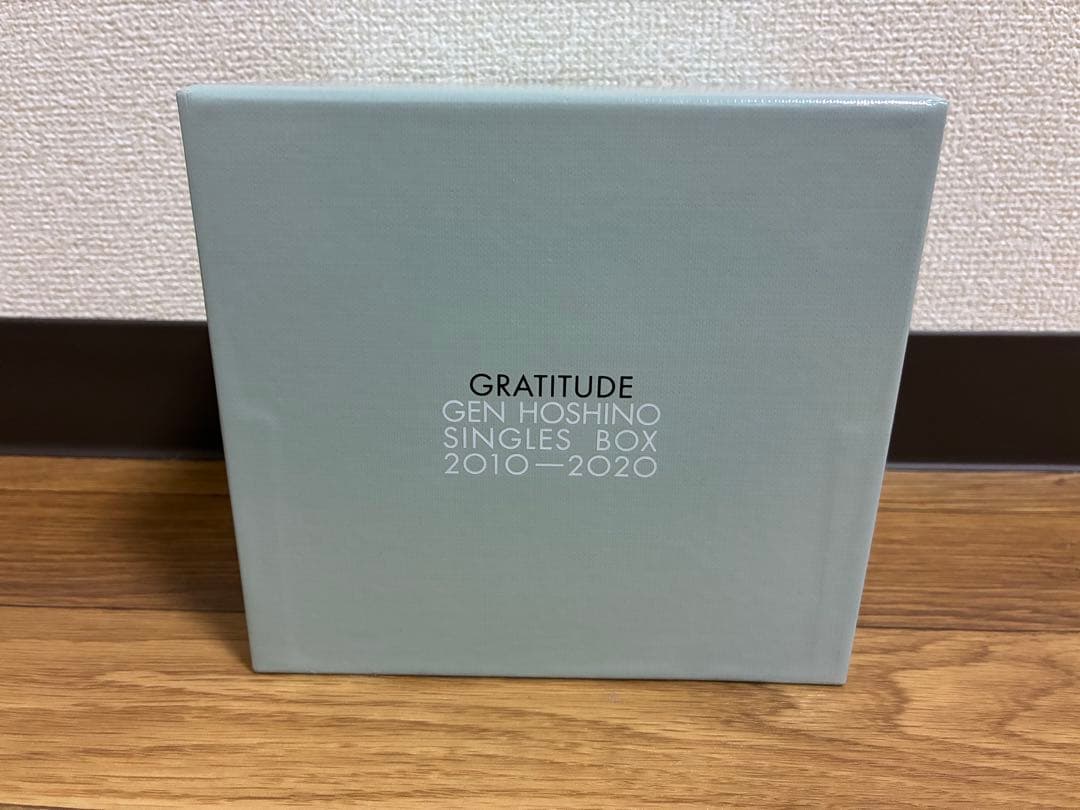 GRATITUDE
GEN HOSHINO
SINGLES BOX
2010—2020